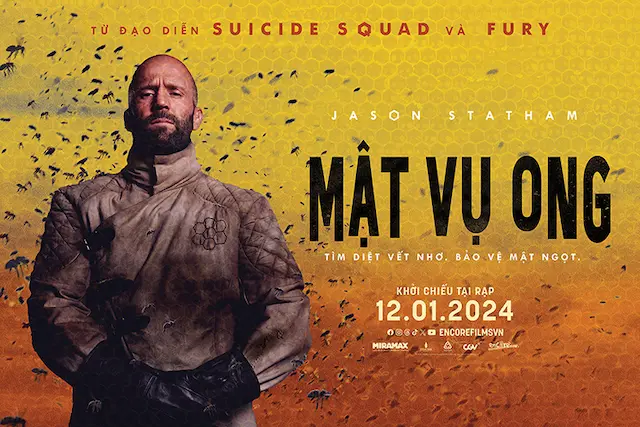 TỪ ĐẠO DIỄN SUICIDE SQUAD VÀ FURY
JASON STATHAM
MẬT VỤ ONG
TÌM DIỆT VẾT NHƠ. BẢO VỆ MẬT NGỌT.
KHỞI CHIẾU TẠI RẠP
12.01.2024
ENCOREFILMSVN
MIRAMAX CGV